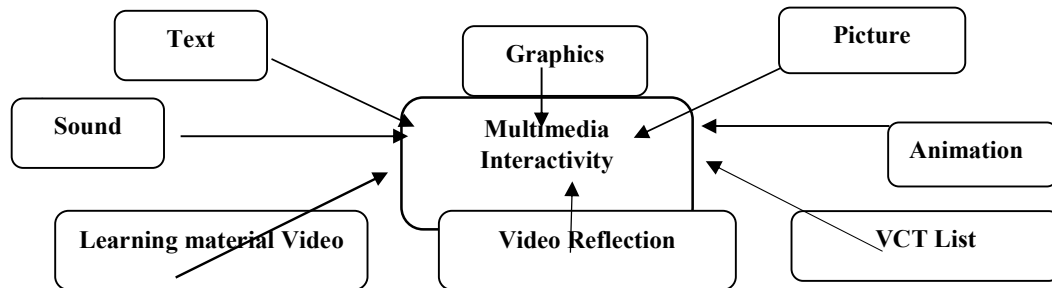 Text
Graphics
Picture
Sound
Multimedia
Interactivity
Animation
Learning material Video
Video Reflection
VCT List